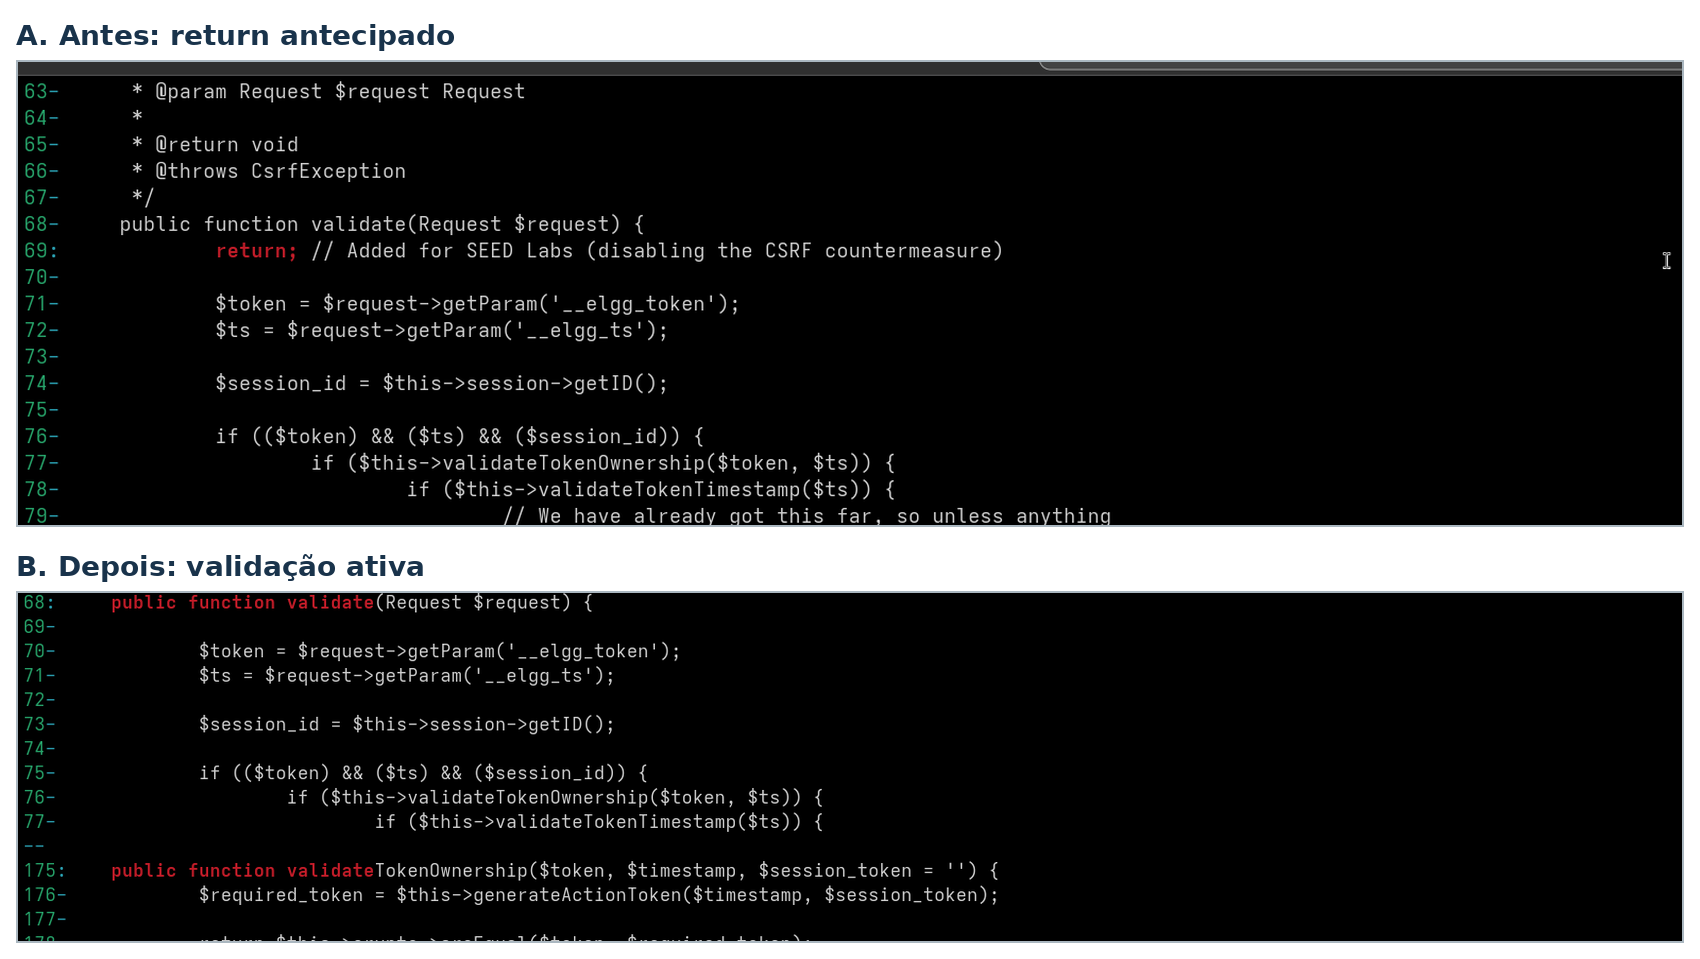 A. Antes: return antecipado
63-      * @param Request $request Request
64-      *
65-      * @return void
66-      * @throws CsrfException
67-      */
68-     public function validate(Request $request) {
69:             return; // Added for SEED Labs (disabling the CSRF countermeasure)
70-
71-             $token = $request->getParam('__elgg_token');
72-             $ts = $request->getParam('__elgg_ts');
73-
74-             $session_id = $this->session->getID();
75-
76-             if (($token) && ($ts) && ($session_id)) {
77-                     if ($this->validateTokenOwnership($token, $ts)) {
78-                             if ($this->validateTokenTimestamp($ts)) {
79-                                     // We have already got this far, so unless anything
B. Depois: validação ativa
68:     public function validate(Request $request) {
69-
70-             $token = $request->getParam('__elgg_token');
71-             $ts = $request->getParam('__elgg_ts');
72-
73-             $session_id = $this->session->getID();
74-
75-             if (($token) && ($ts) && ($session_id)) {
76-                     if ($this->validateTokenOwnership($token, $ts)) {
77-                             if ($this->validateTokenTimestamp($ts)) {
--
175:    public function validateTokenOwnership($token, $timestamp, $session_token = '') {
176-            $required_token = $this->generateActionToken($timestamp, $session_token);
177-